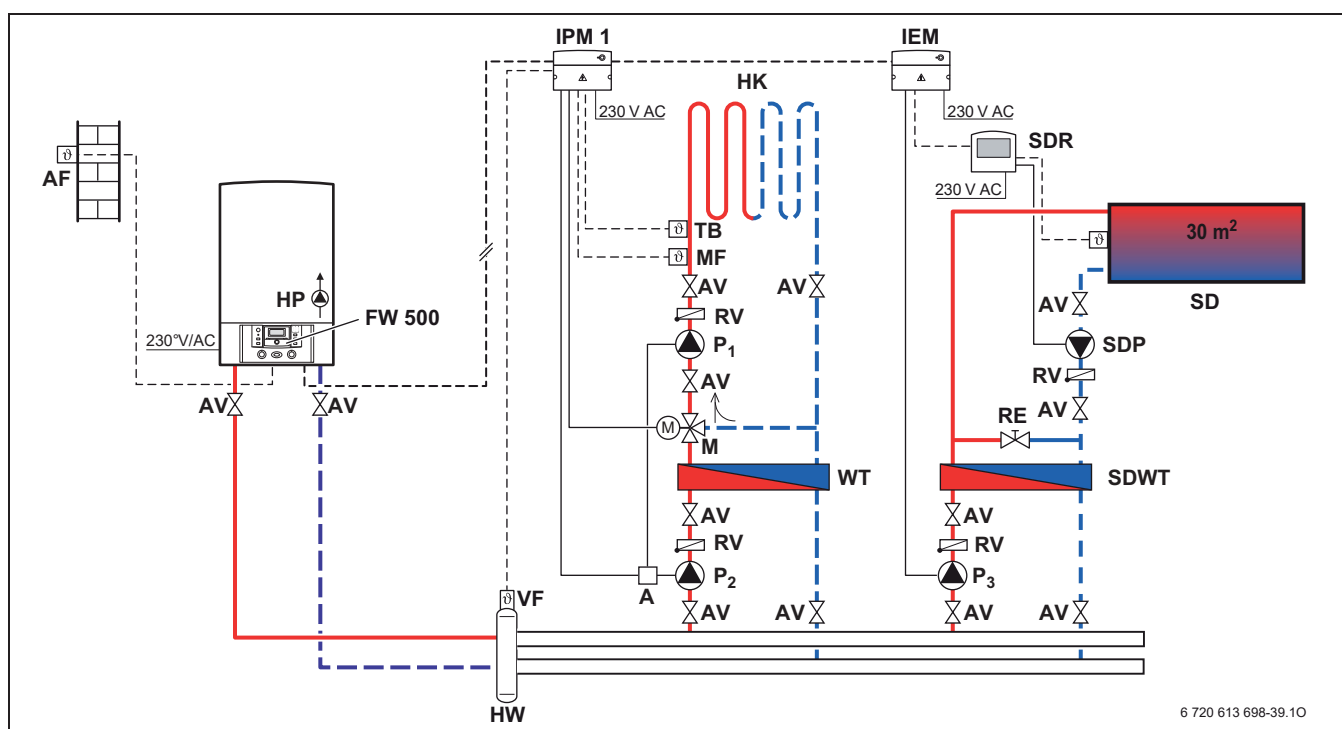 IPM 1
IEM
HK
230 V AC
230 V AC
SDR
ϑ
AF
230 V AC
ϑ
TB
30 m²
ϑ
ϑ
MF
HP
AV
AV
AV
SD
FW 500
RV
230°V/AC
P₁
SDP
RV
AV
AV
AV
AV
RE
M
M
WT
SDWT
AV
AV
RV
RV
P₂
P₃
A
ϑ
VF
AV
AV
AV
AV
HW
6 720 613 698-39.1O